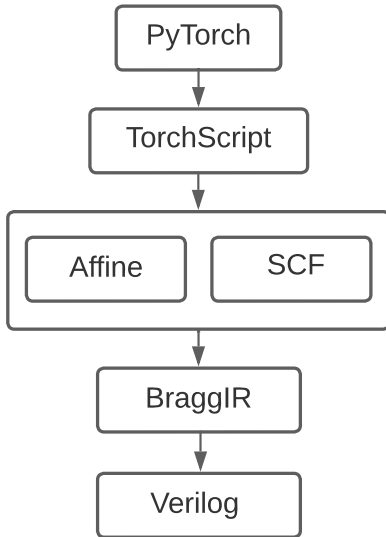 PyTorch
TorchScript
Affine
SCF
BraggIR
Verilog